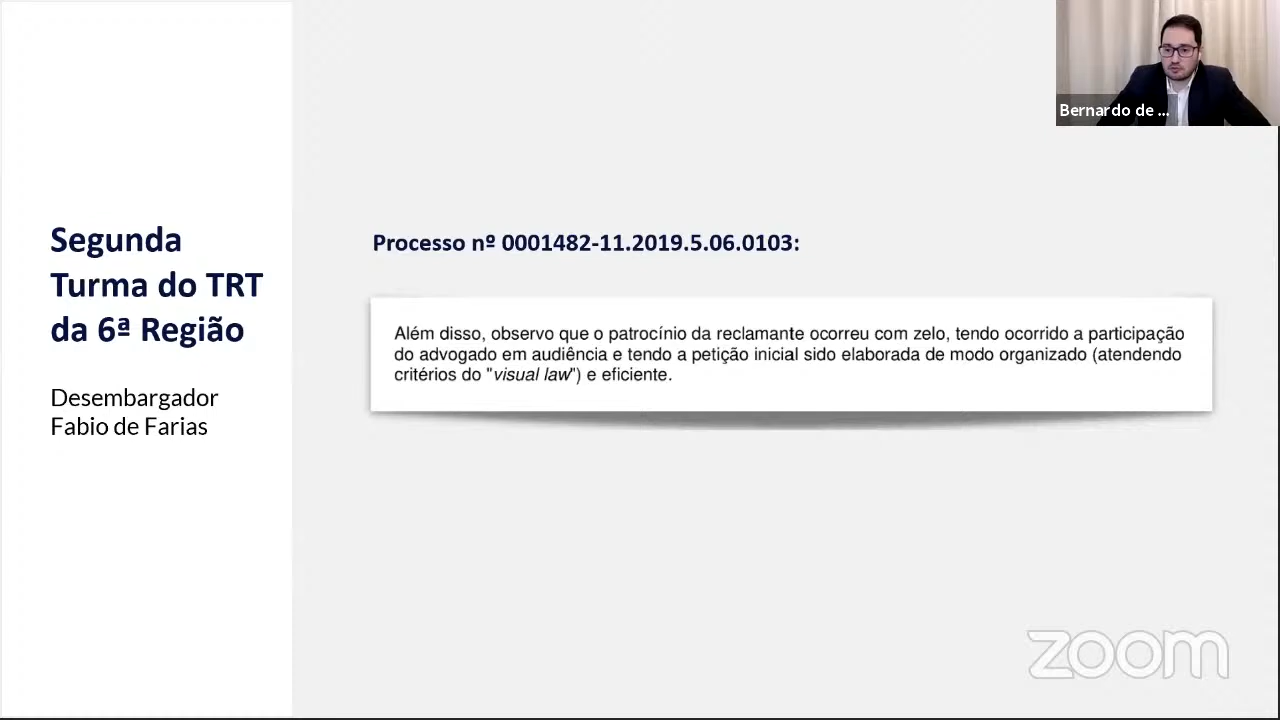 Bernardo de ...
Segunda
Turma do TRT
da 6ª Região
Desembargador
Fabio de Farias
Processo nº 0001482-11.2019.5.06.0103:
Além disso, observo que o patrocínio da reclamante ocorreu com zelo, tendo ocorrido a participação
do advogado em audiência e tendo a petição inicial sido elaborada de modo organizado (atendendo
critérios do "visual law") e eficiente.
zoom